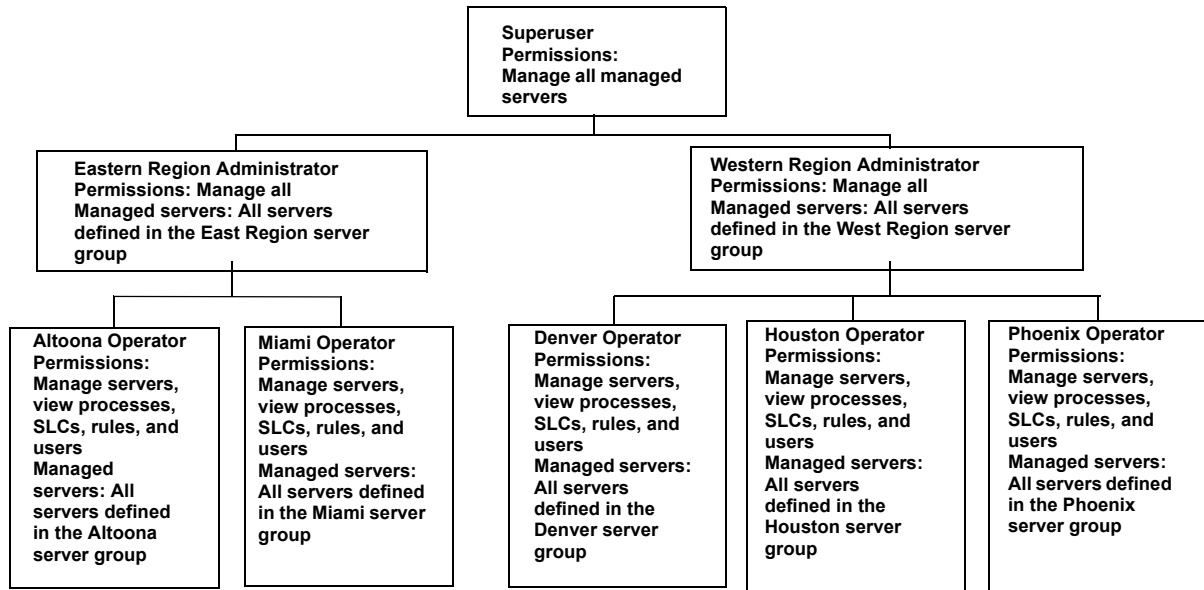 Superuser
Permissions:
Manage all managed
servers
Eastern Region Administrator
Permissions: Manage all
Managed servers: All servers
defined in the East Region server
group
Western Region Administrator
Permissions: Manage all
Managed servers: All servers
defined in the West Region server
group
Altoona Operator
Permissions:
Manage servers,
view processes,
SLCs, rules, and
users
Managed
servers: All
servers defined
in the Altoona
server group
Miami Operator
Permissions:
Manage servers,
view processes,
SLCs, rules, and
users
Managed servers:
All servers defined
in the Miami server
group
Denver Operator
Permissions:
Manage servers,
view processes,
SLCs, rules, and
users
Managed servers:
All servers
defined in the
Denver server
group
Houston Operator
Permissions:
Manage servers,
view processes,
SLCs, rules, and
users
Managed servers:
All servers
defined in the
Houston server
group
Phoenix Operator
Permissions:
Manage servers,
view processes,
SLCs, rules, and
users
Managed servers:
All servers defined
in the Phoenix
server group